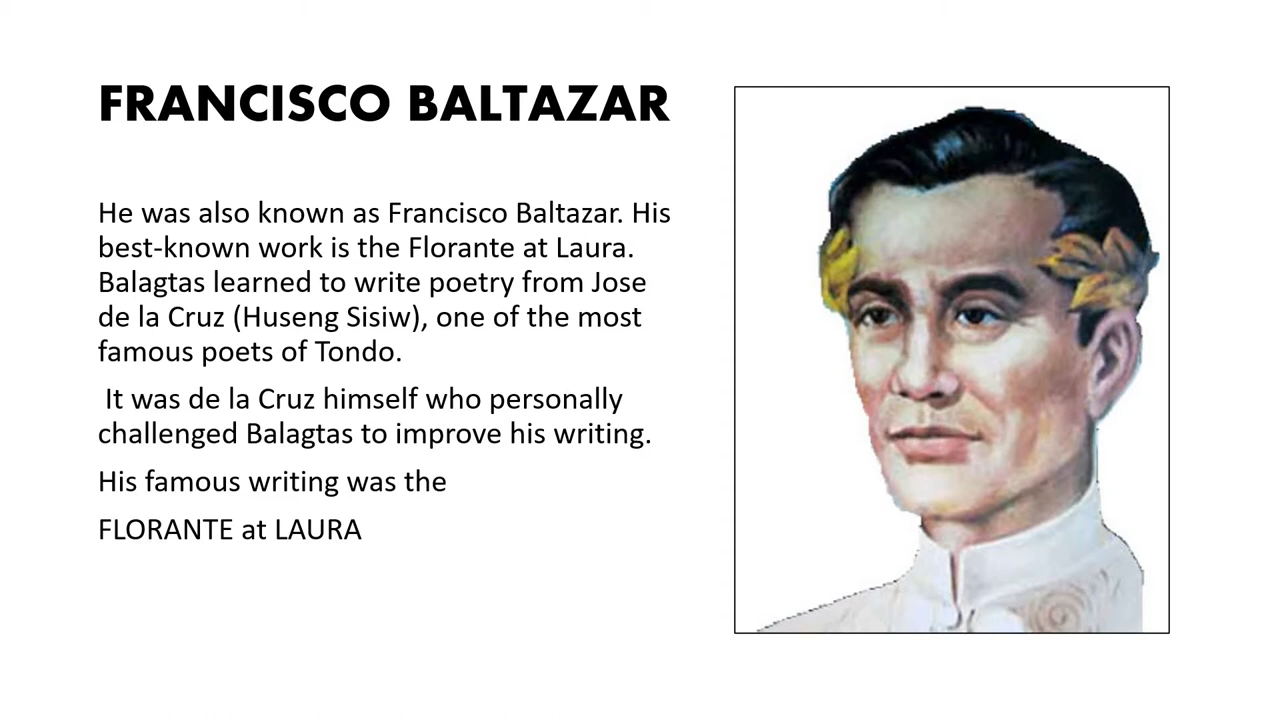 FRANCISCO BALTAZAR
He was also known as Francisco Baltazar. His
best-known work is the Florante at Laura.
Balagtas learned to write poetry from Jose
de la Cruz (Huseng Sisiw), one of the most
famous poets of Tondo.
It was de la Cruz himself who personally
challenged Balagtas to improve his writing.
His famous writing was the
FLORANTE at LAURA